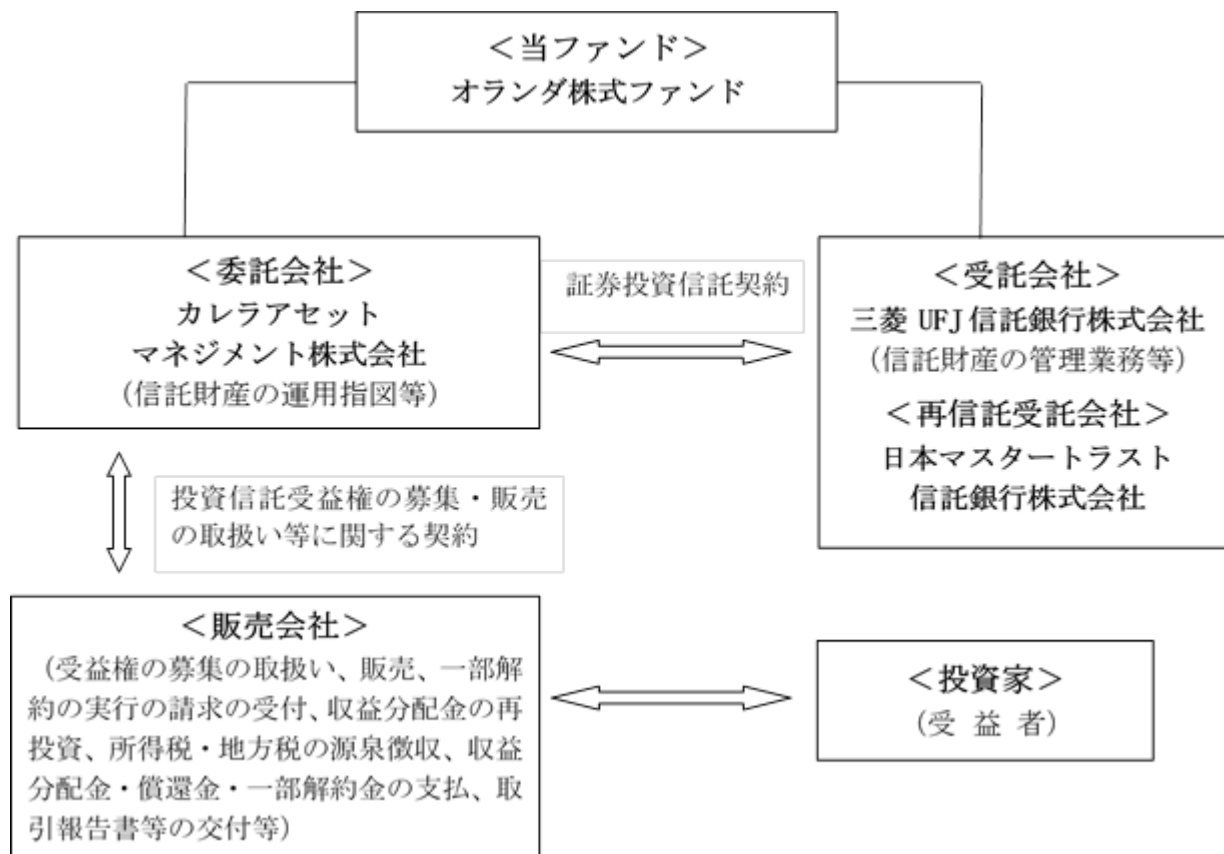 ＜当ファンド＞
オランダ株式ファンド
＜委託会社＞
カレラアセット
マネジメント株式会社
（信託財産の運用指図等）
証券投資信託契約
＜受託会社＞
三菱 UFJ 信託銀行株式会社
（信託財産の管理業務等）
＜再信託受託会社＞
日本マスタートラスト
信託銀行株式会社
投資信託受益権の募集・販売
の取扱い等に関する契約
＜販売会社＞
（受益権の募集の取扱い、販売、一部解
約の実行の請求の受付、収益分配金の再
投資、所得税・地方税の源泉徴収、収益
分配金・償還金・一部解約金の支払、取
引報告書等の交付等）
＜投資家＞
（受 益 者）